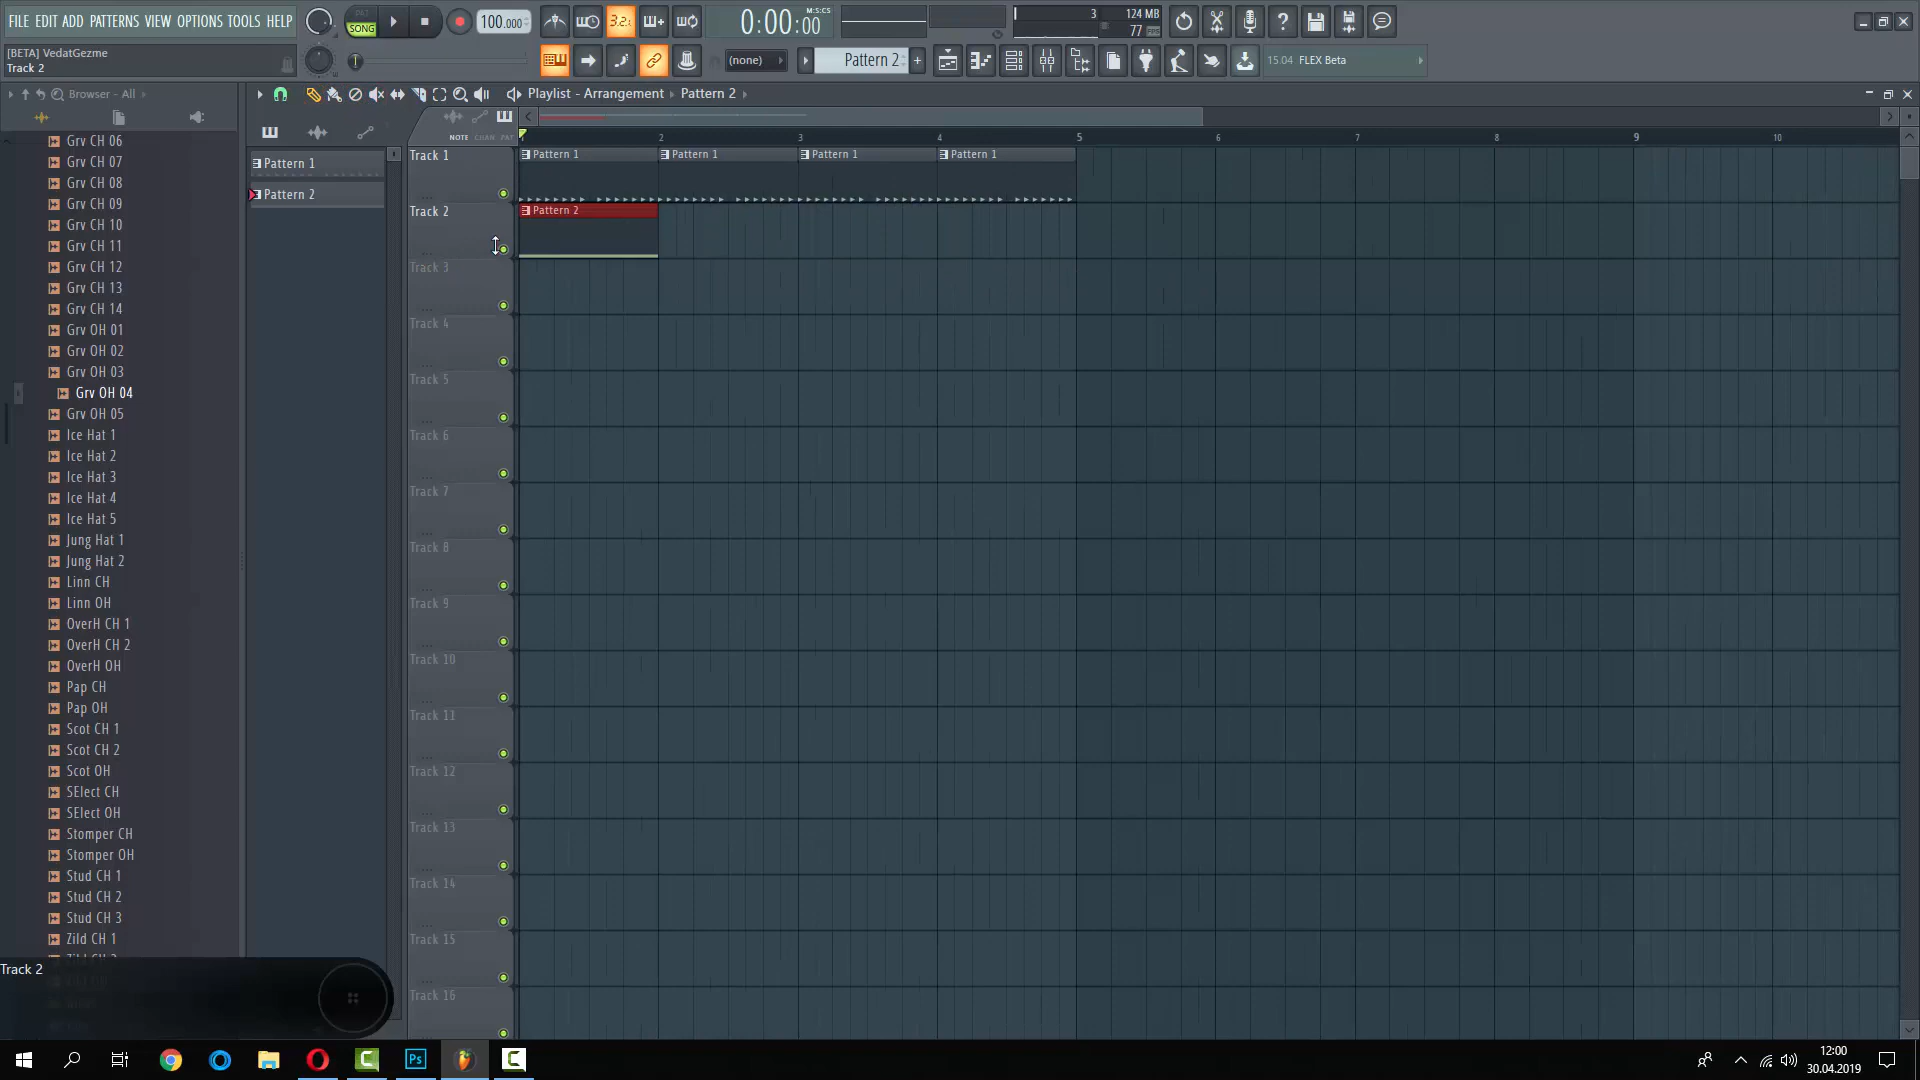 FILE EDIT ADD PATTERNS VIEW OPTIONS TOOLS HELP
[BETA] VedatGezme
Track 2
PAT
SONG
100.000
3.2.1
0:00:00
M:S:CS
3
124 MB
77
(none)
Pattern 2
15.04 FLEX Beta
Browser - All
Grv CH 06
Grv CH 07
Grv CH 08
Grv CH 09
Grv CH 10
Grv CH 11
Grv CH 12
Grv CH 13
Grv CH 14
Grv OH 01
Grv OH 02
Grv OH 03
Grv OH 04
Grv OH 05
Ice Hat 1
Ice Hat 2
Ice Hat 3
Ice Hat 4
Ice Hat 5
Jung Hat 1
Jung Hat 2
Linn CH
Linn OH
OverH CH 1
OverH CH 2
OverH OH
Pap CH
Pap OH
Scot CH 1
Scot CH 2
Scot OH
SElect CH
SElect OH
Stomper CH
Stomper OH
Stud CH 1
Stud CH 2
Stud CH 3
Zild CH 1
Track 2
Pattern 1
Pattern 2
Playlist - Arrangement Pattern 2
NOTE CHAN PAT
2 3 4 5 6 7 8 9 10
Track 1
Pattern 1 Pattern 1 Pattern 1 Pattern 1
Track 2
Pattern 2
Track 3
Track 4
Track 5
Track 6
Track 7
Track 8
Track 9
Track 10
Track 11
Track 12
Track 13
Track 14
Track 15
Track 16
Ps
12:00
30.04.2019